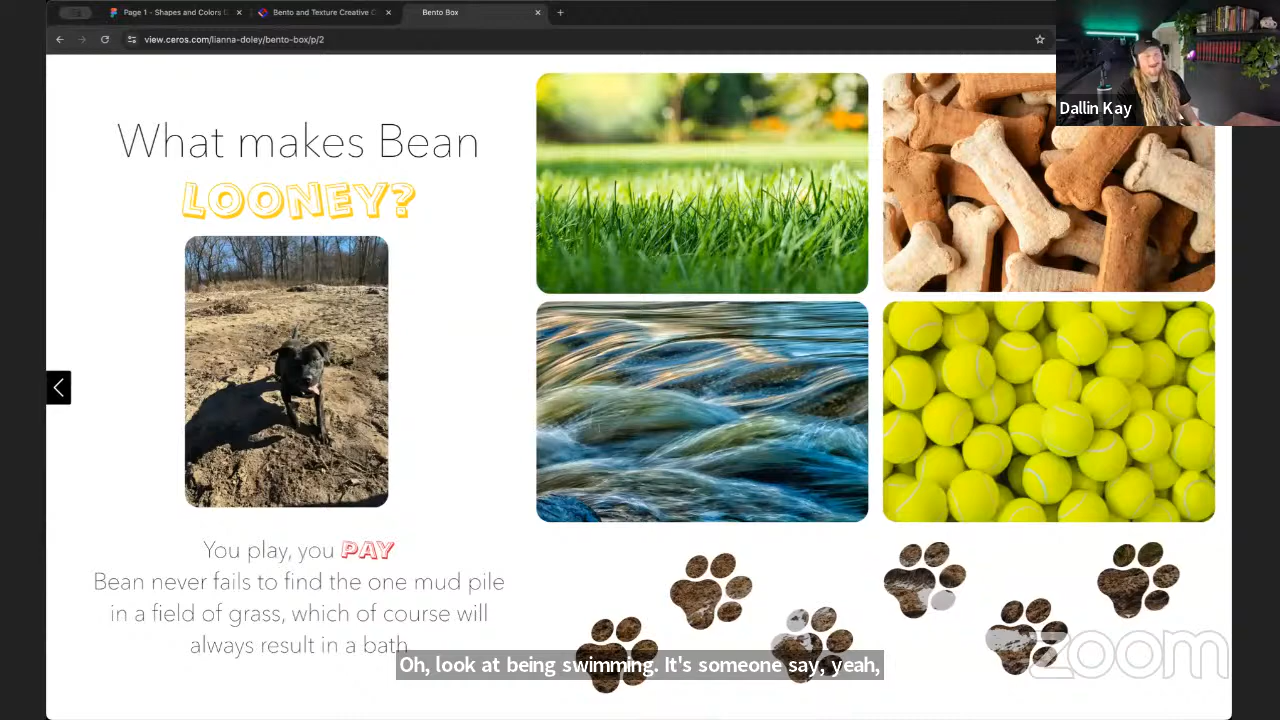 Page 1 - Shapes and Colors (
Bento and Texture Creative C
Bento Box
view.ceros.com/lianna-doley/bento-box/p/2
Dallin Kay
What makes Bean
LOONEY?
You play, you PAY
Bean never fails to find the one mud pile
in a field of grass, which of course will
always result in a bath
Oh, look at being swimming. It's someone say, yeah,
zoom